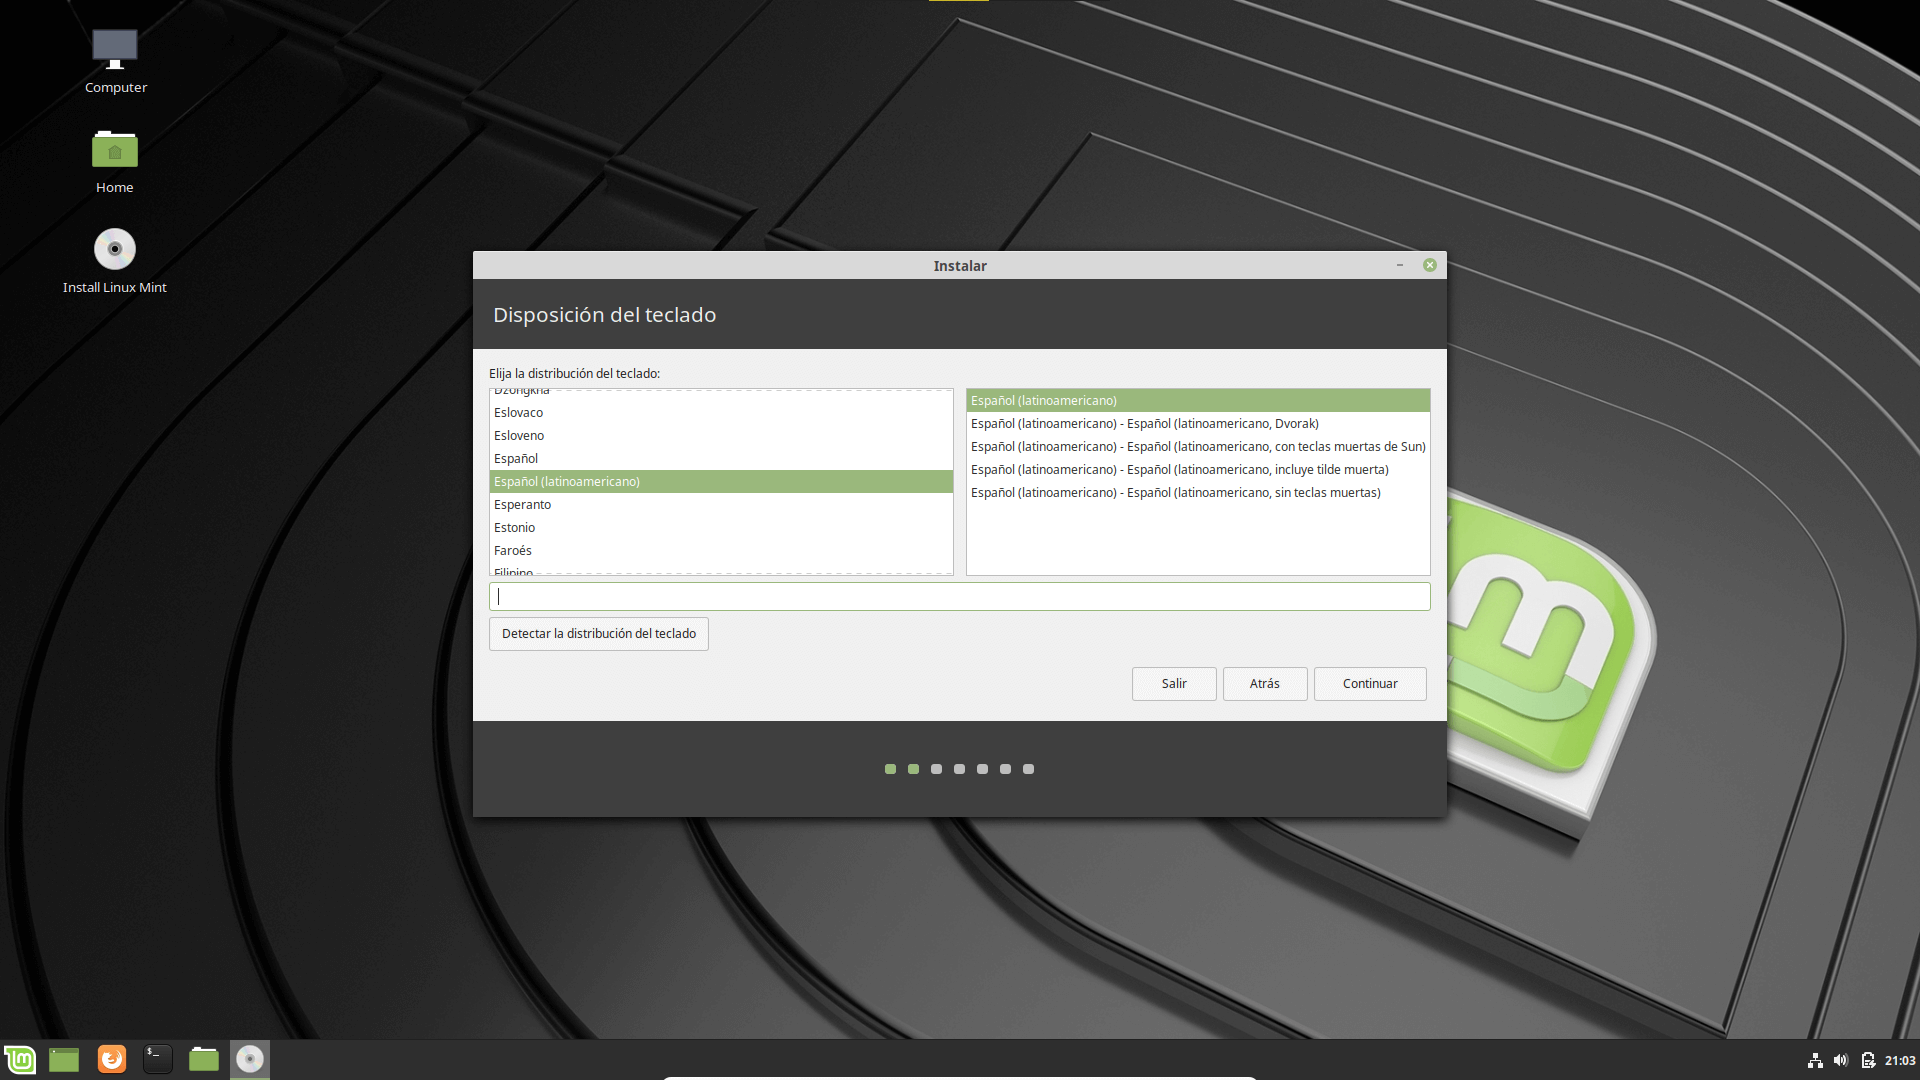 Computer
Home
Install Linux Mint
Instalar
Disposición del teclado
Elija la distribución del teclado:
Dzongkha
Eslovaco
Esloveno
Español
Español (latinoamericano)
Esperanto
Estonio
Faroés
Filipino
Español (latinoamericano)
Español (latinoamericano) - Español (latinoamericano, Dvorak)
Español (latinoamericano) - Español (latinoamericano, con teclas muertas de Sun)
Español (latinoamericano) - Español (latinoamericano, incluye tilde muerta)
Español (latinoamericano) - Español (latinoamericano, sin teclas muertas)
Detectar la distribución del teclado
Salir
Atrás
Continuar
$_
21:03